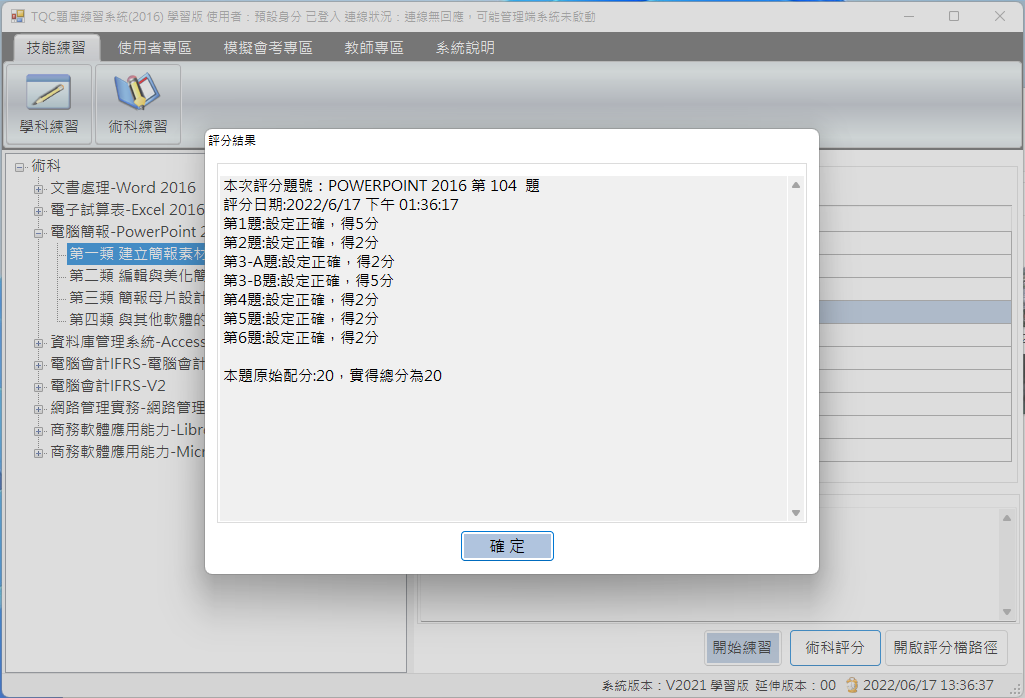 TQC題庫練習系統(2016) 學習版 使用者：預設身分 已登入 連線狀況：連線無回應，可能管理端系統未啟動
技能練習 使用者專區 模擬會考專區 教師專區 系統說明
學科練習 術科練習
評分結果
術科
文書處理-Word 2016
電子試算表-Excel 2016
電腦簡報-PowerPoint 2
第一類 建立簡報素材
第二類 編輯與美化簡
第三類 簡報母片設計
第四類 與其他軟體的
資料庫管理系統-Access
電腦會計IFRS-電腦會計
電腦會計IFRS-V2
網路管理實務-網路管理
商務軟體應用能力-Libr
商務軟體應用能力-Micr
本次評分題號：POWERPOINT 2016 第 104 題
評分日期:2022/6/17 下午 01:36:17
第1題:設定正確，得5分
第2題:設定正確，得2分
第3-A題:設定正確，得2分
第3-B題:設定正確，得5分
第4題:設定正確，得2分
第5題:設定正確，得2分
第6題:設定正確，得2分
本題原始配分:20，實得總分為20
確定
開始練習 術科評分 開啟評分檔路徑
系統版本：V2021 學習版 延伸版本：00 2022/06/17 13:36:37